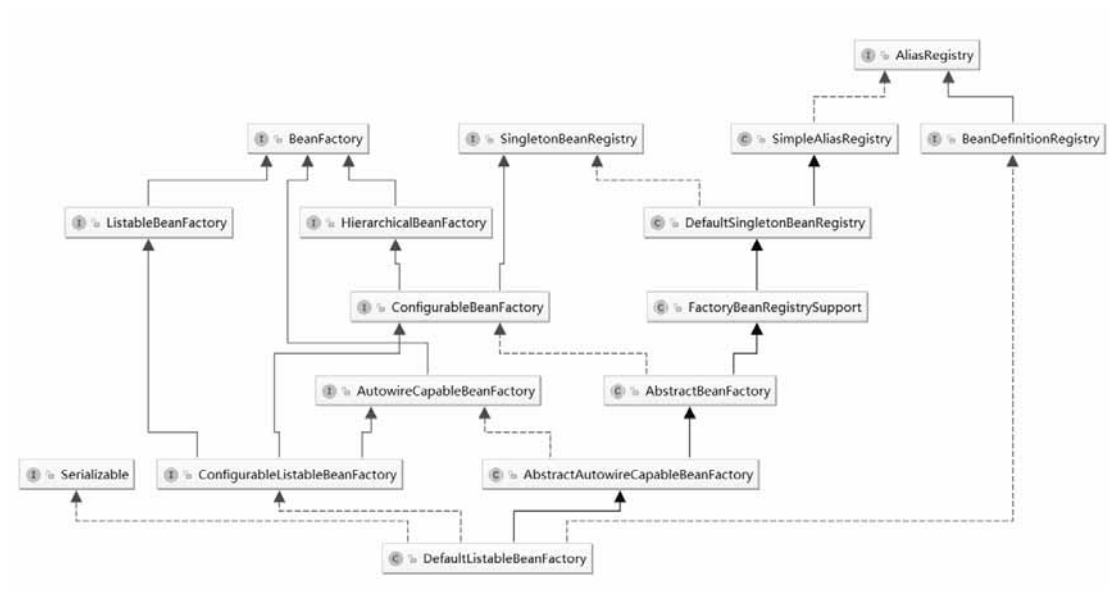 I AliasRegistry
I BeanFactory
I SingletonBeanRegistry
C SimpleAliasRegistry
I BeanDefinitionRegistry
I ListableBeanFactory
I HierarchicalBeanFactory
C DefaultSingletonBeanRegistry
I ConfigurableBeanFactory
C FactoryBeanRegistrySupport
I AutowireCapableBeanFactory
C AbstractBeanFactory
I Serializable
I ConfigurableListableBeanFactory
C AbstractAutowireCapableBeanFactory
C DefaultListableBeanFactory